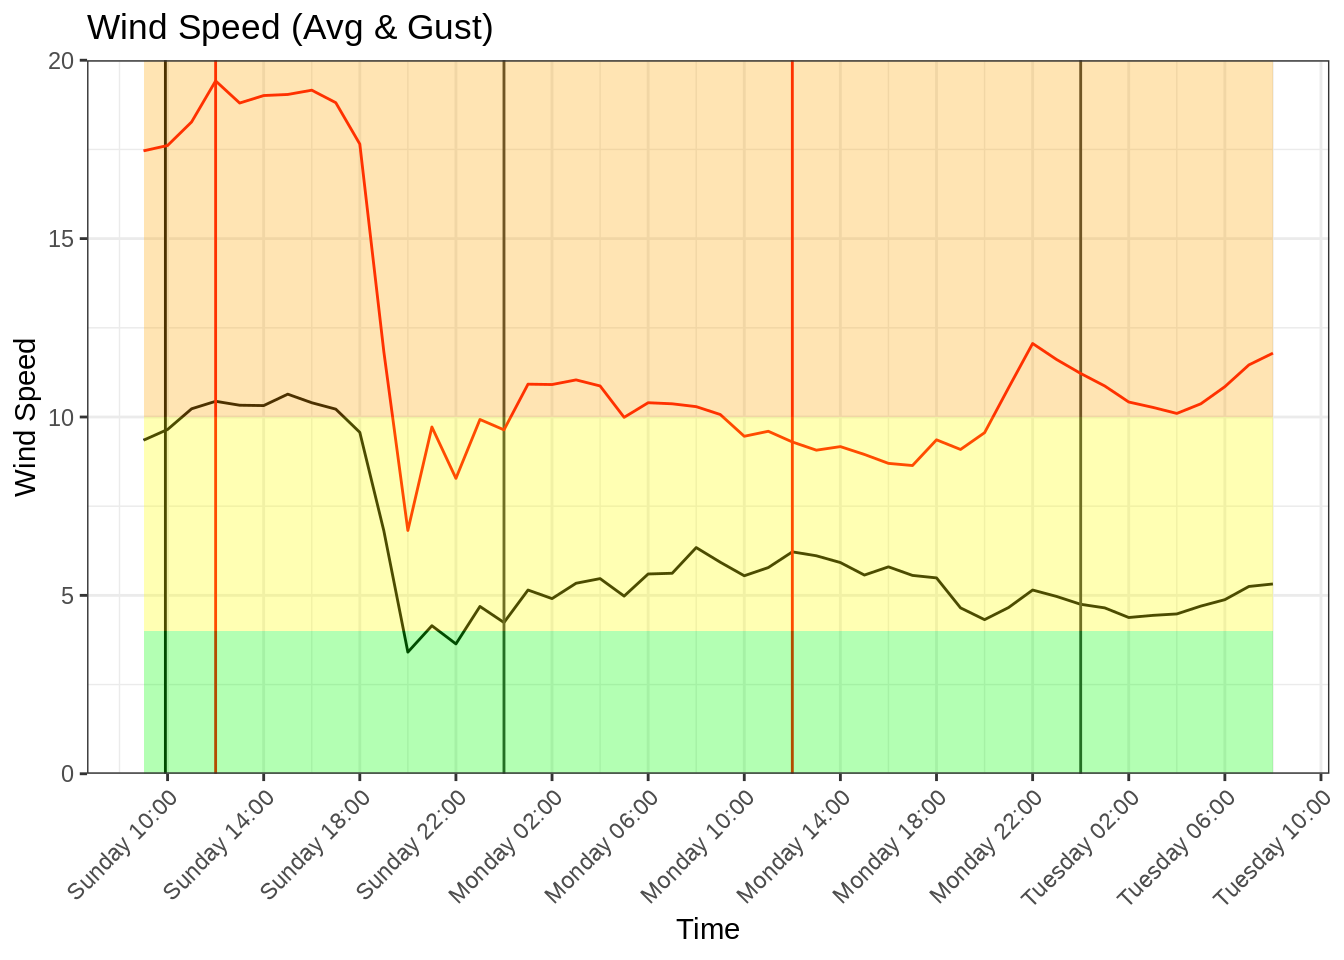 Wind Speed (Avg & Gust)
20
15
10
5
0
Wind Speed
Sunday 10:00
Sunday 14:00
Sunday 18:00
Sunday 22:00
Monday 02:00
Monday 06:00
Monday 10:00
Monday 14:00
Monday 18:00
Monday 22:00
Tuesday 02:00
Tuesday 06:00
Tuesday 10:00
Time